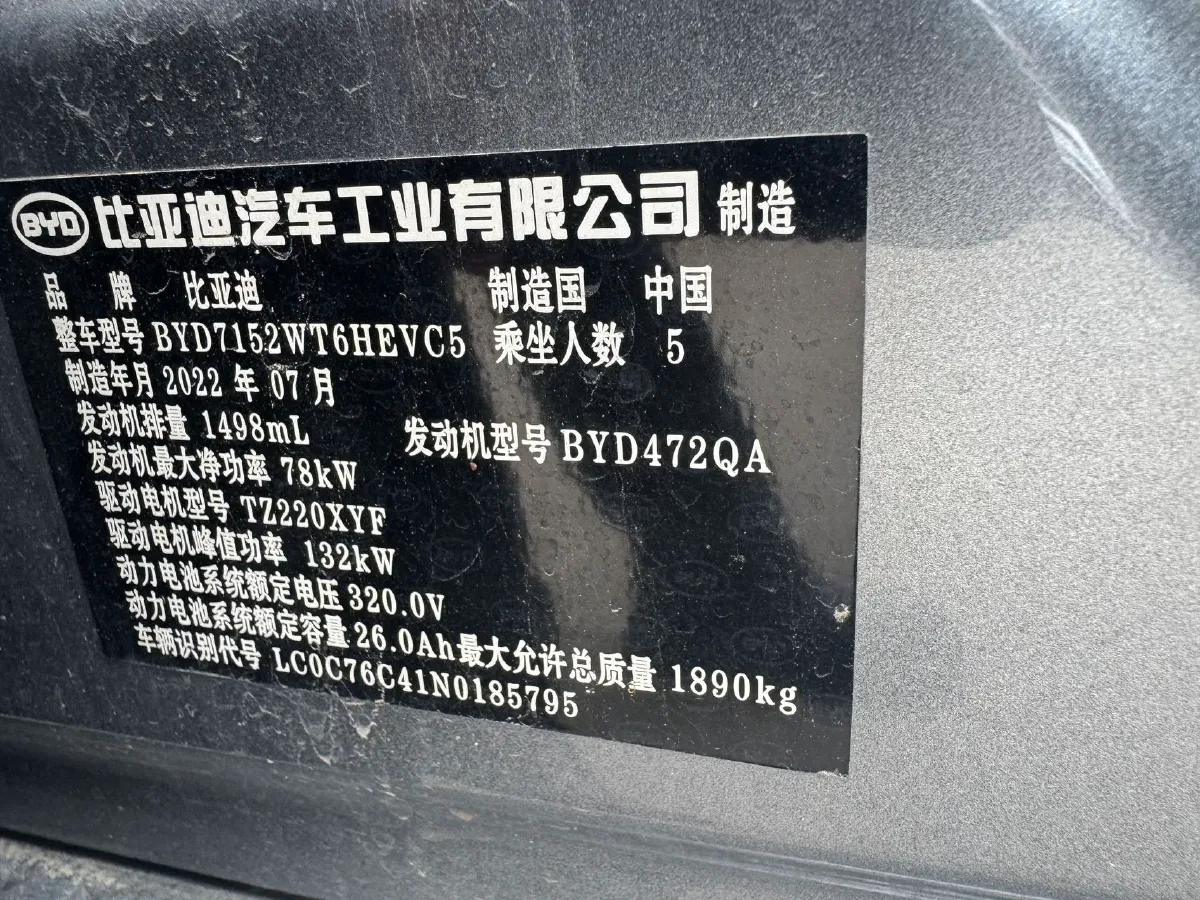 BYD 比亚迪汽车工业有限公司 制造
品 牌 比亚迪 制造国 中国
整车型号 BYD7152WT6HEVC5 乘坐人数 5
制造年月 2022 年 07 月
发动机排量 1498mL 发动机型号 BYD472QA
发动机最大净功率 78kW
驱动电机型号 TZ220XYF
驱动电机峰值功率 132kW
动力电池系统额定电压 320.0V
动力电池系统额定容量 26.0Ah 最大允许总质量 1890kg
车辆识别代号 LC0C76C41N0185795